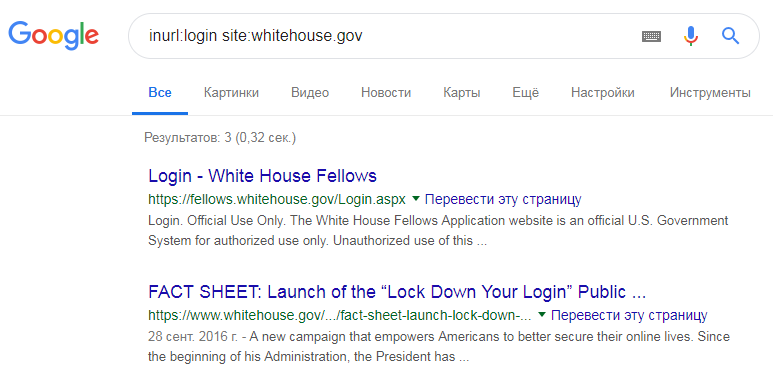 Google
inurl:login site:whitehouse.gov
Все Картинки Видео Новости Карты Ещё Настройки Инструменты
Результатов: 3 (0,32 сек.)
Login - White House Fellows
https://fellows.whitehouse.gov/Login.aspx Перевести эту страницу
Login. Official Use Only. The White House Fellows Application website is an official U.S. Government
System for authorized use only. Unauthorized use of this ...
FACT SHEET: Launch of the “Lock Down Your Login” Public ...
https://www.whitehouse.gov/.../fact-sheet-launch-lock-down-... Перевести эту страницу
28 сент. 2016 г. - A new campaign that empowers Americans to better secure their online lives. Since
the beginning of his Administration, the President has ...